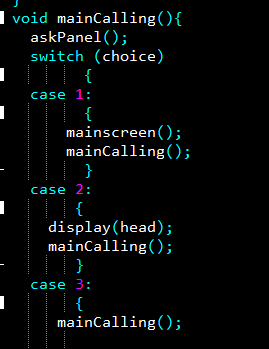 }
void mainCalling(){
askPanel();
switch (choice)
{
case 1:
{
mainscreen();
mainCalling();
}
case 2:
{
display(head);
mainCalling();
}
case 3:
{
mainCalling();